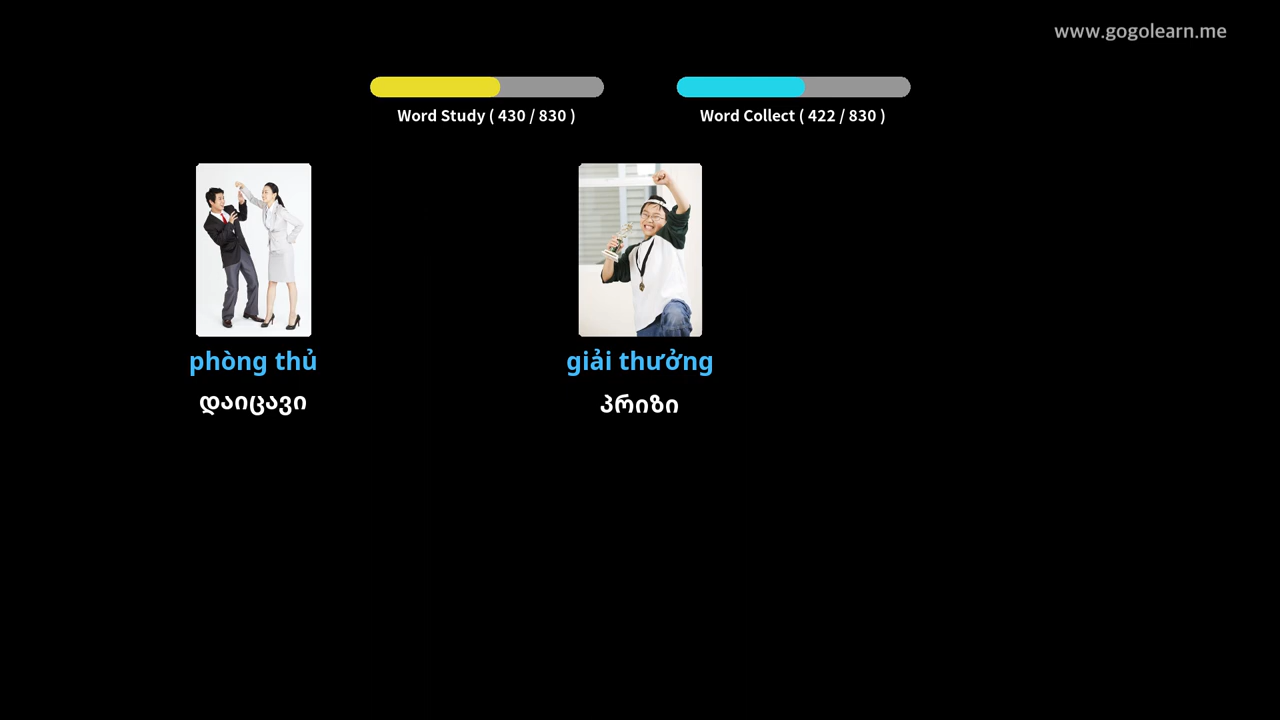 www.gogolearn.me
Word Study ( 430 / 830 )
Word Collect ( 422 / 830 )
phòng thủ
giải thưởng
დაიცავი
პრიზი